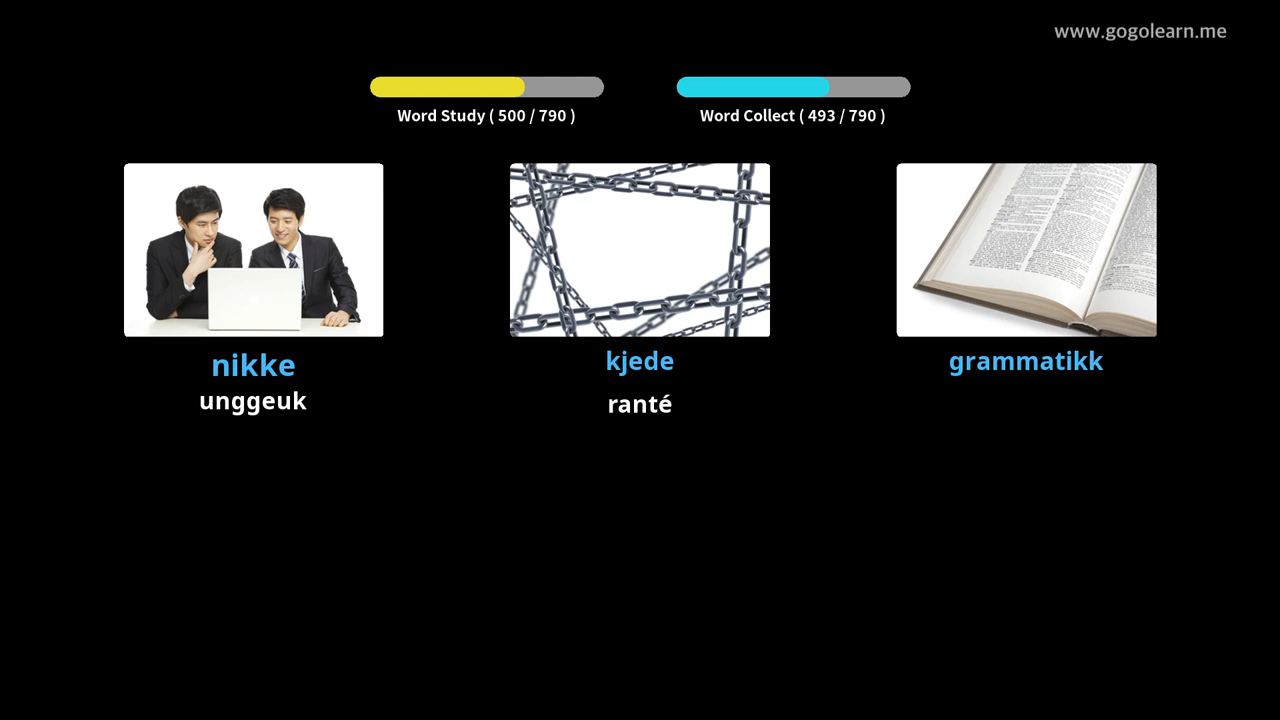 www.gogolearn.me
Word Study ( 500 / 790 )
Word Collect ( 493 / 790 )
nikke
unggeuk
kjede
ranté
grammatikk